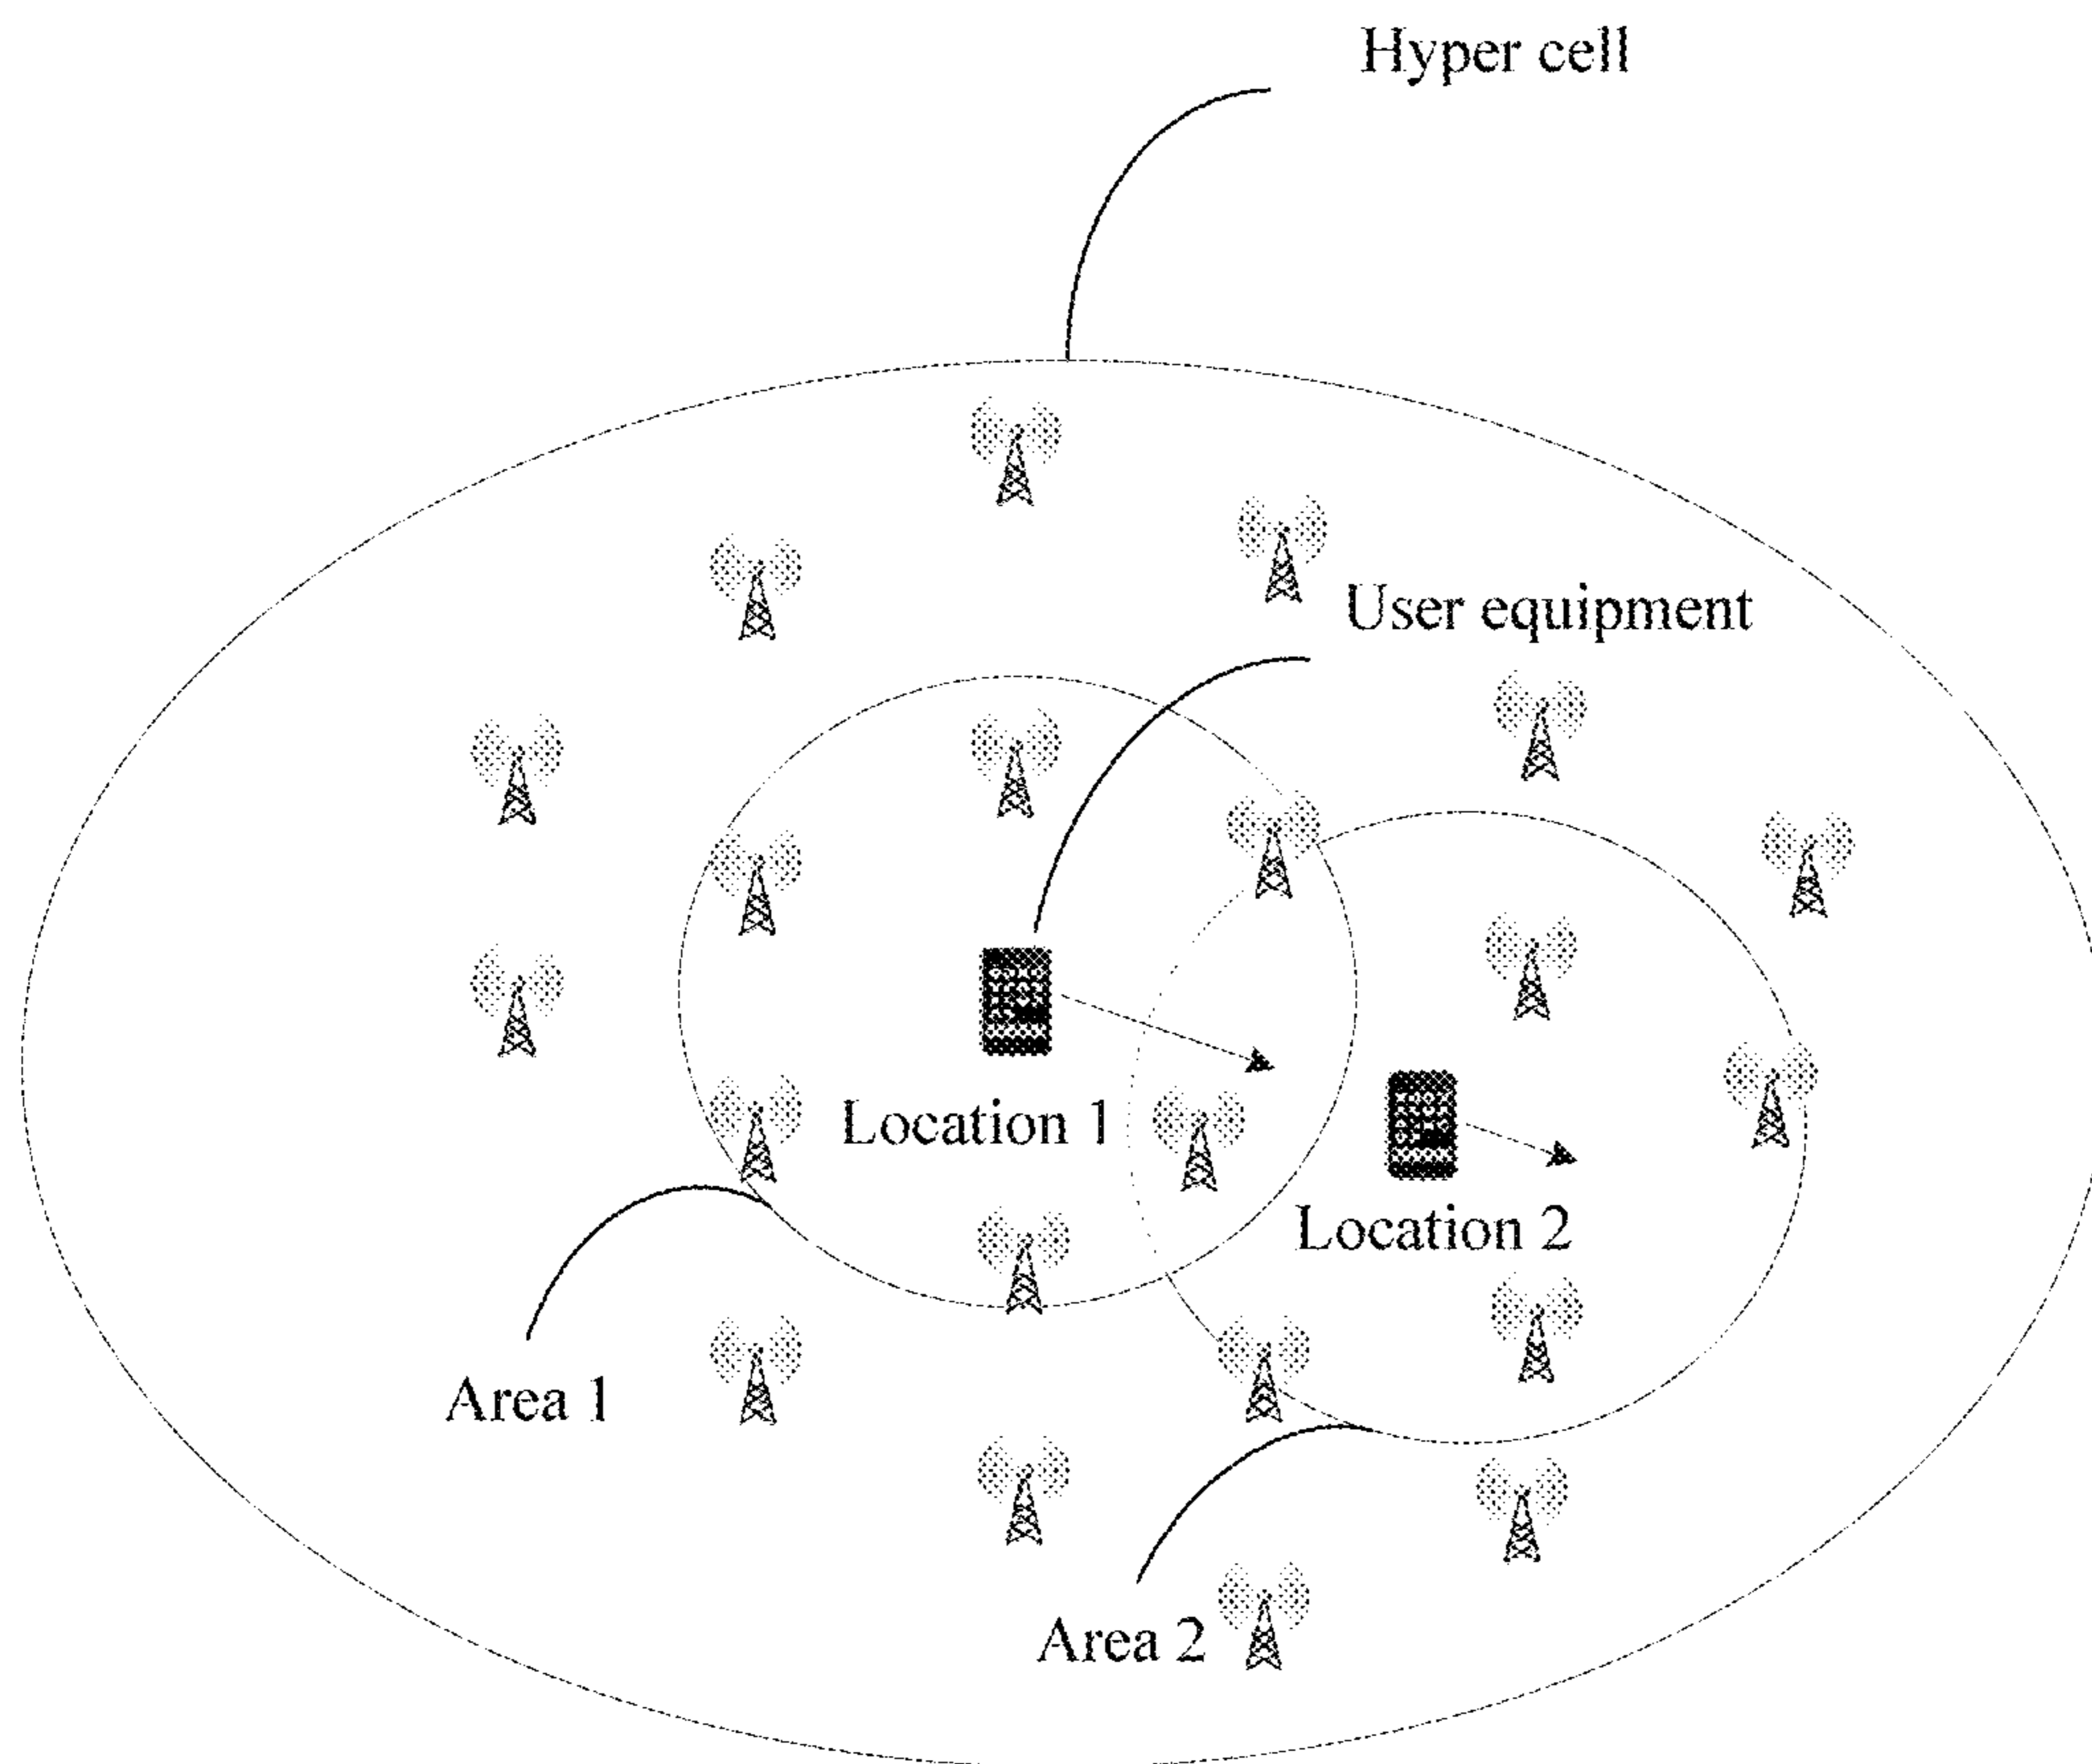 Hyper cell
User equipment
Location 1
Location 2
Area 1
Area 2